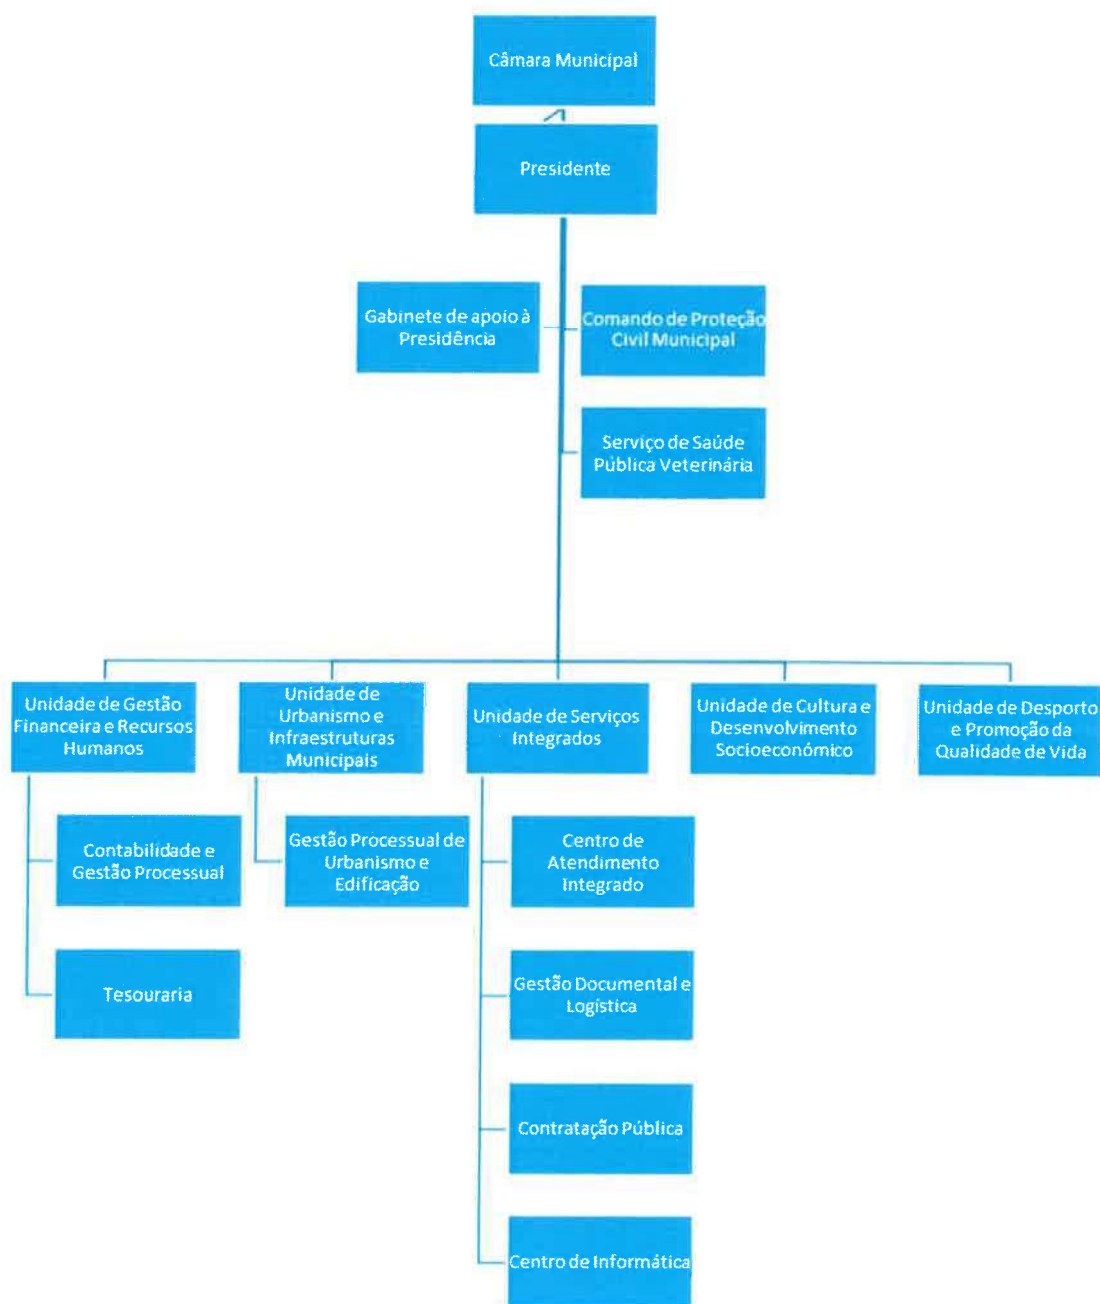 Câmara Municipal
Presidente
Gabinete de apoio à
Presidência
Comando de Proteção
Civil Municipal
Serviço de Saúde
Pública Veterinária
Unidade de Gestão
Financeira e Recursos
Humanos
Unidade de
Urbanismo e
Infraestruturas
Municipais
Unidade de Serviços
Integrados
Unidade de Cultura e
Desenvolvimento
Socioeconómico
Unidade de Desporto
e Promoção da
Qualidade de Vida
Contabilidade e
Gestão Processual
Gestão Processual de
Urbanismo e
Edificação
Centro de
Atendimento
Integrado
Tesouraria
Gestão Documental e
Logística
Contratação Pública
Centro de Informática